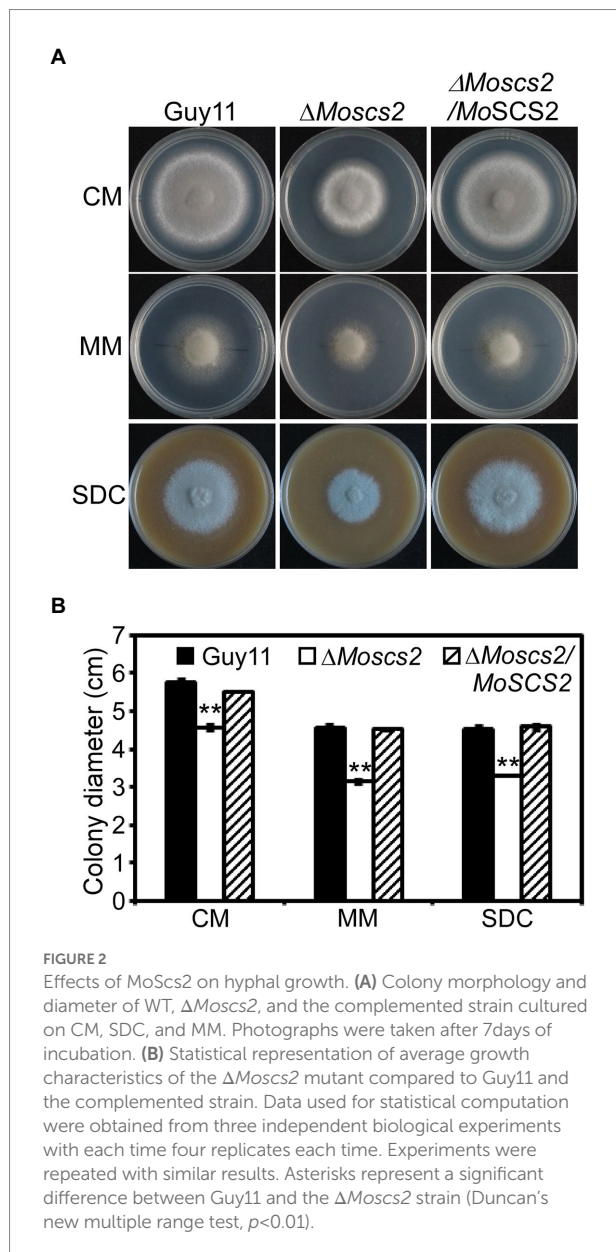 A
Guy11
ΔMoscs2
ΔMoscs2
/MoSCS2
CM
MM
SDC
B
Guy11
ΔMoscs2
ΔMoscs2/
MoSCS2
Colony diameter (cm)
7
6
5
4
3
2
1
0
**
**
**
CM
MM
SDC
FIGURE 2
Effects of MoScs2 on hyphal growth. (A) Colony morphology and
diameter of WT, ΔMoscs2, and the complemented strain cultured
on CM, SDC, and MM. Photographs were taken after 7days of
incubation. (B) Statistical representation of average growth
characteristics of the ΔMoscs2 mutant compared to Guy11 and
the complemented strain. Data used for statistical computation
were obtained from three independent biological experiments
with each time four replicates each time. Experiments were
repeated with similar results. Asterisks represent a significant
difference between Guy11 and the ΔMoscs2 strain (Duncan's
new multiple range test, p<0.01).